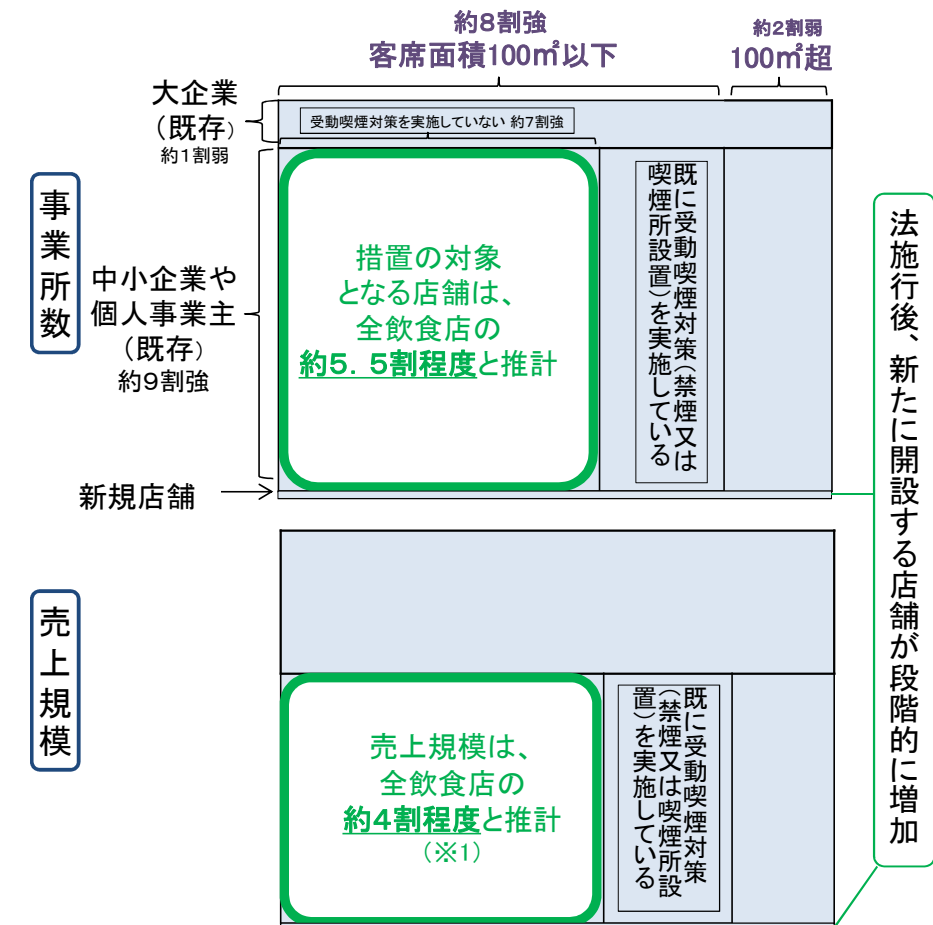 約8割強
客席面積100㎡以下
約2割弱
100㎡超
大企業
（既存）
約1割弱
受動喫煙対策を実施していない 約7割強
事業所数
中小企業や
個人事業主
（既存）
約9割強
措置の対象
となる店舗は、
全飲食店の
約5．5割程度と推計
既に受動喫煙対策（禁煙又は
喫煙所設置）を実施している
新規店舗
法施行後、新たに開設する店舗が段階的に増加
売上規模
売上規模は、
全飲食店の
約4割程度と推計
（※1）
既に受動喫煙対策
（禁煙又は喫煙所設
置）を実施している